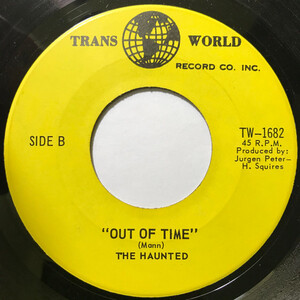 TRANS WORLD
RECORD CO. INC.
SIDE B
TW-1682
45 R.P.M.
Produced by:
Jurgen Peter-
H. Squires
"OUT OF TIME"
(Mann)
THE HAUNTED